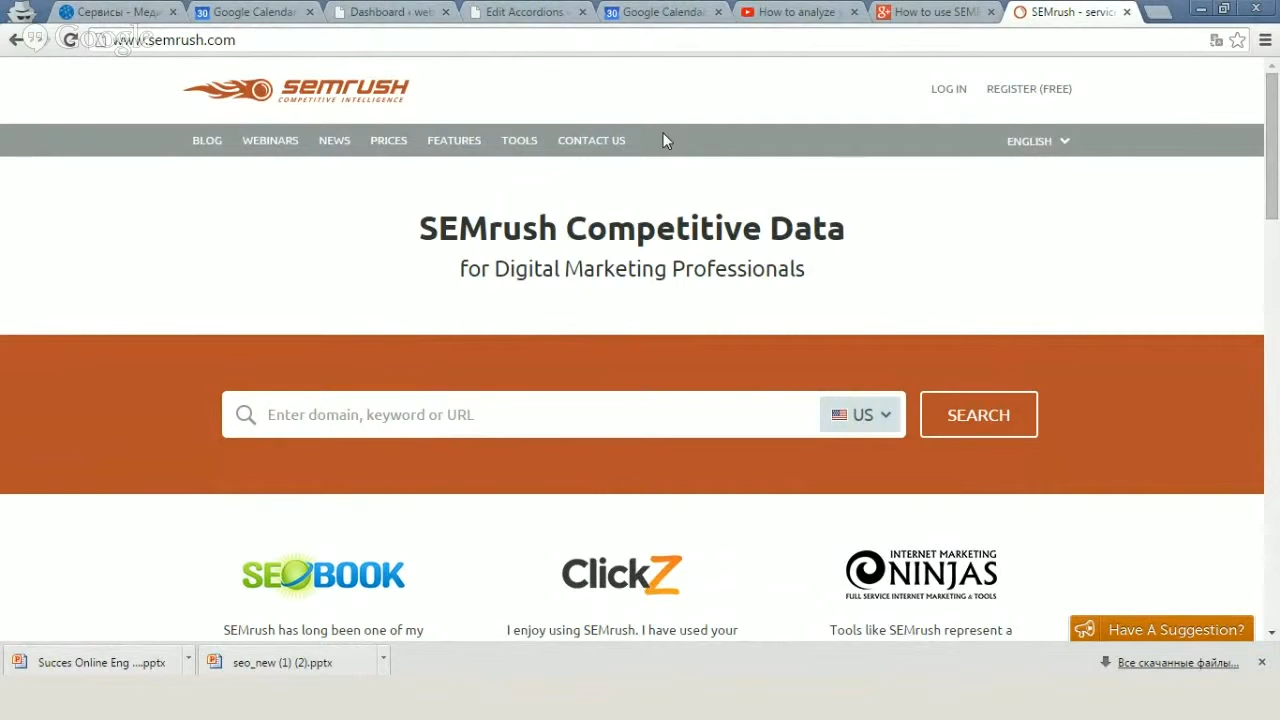 Сервисы - Меди
30 Google Calenda
Dashboard ‹ web
Edit Accordions ‹
30 Google Calenda
How to analyze
How to use SEM
SEMrush - servic
Google
www.semrush.com
SEMRUSH
COMPETITIVE INTELLIGENCE
LOG IN
REGISTER (FREE)
BLOG
WEBINARS
NEWS
PRICES
FEATURES
TOOLS
CONTACT US
ENGLISH
SEMrush Competitive Data
for Digital Marketing Professionals
Enter domain, keyword or URL
US
SEARCH
SEOBOOK
ClickZ
INTERNET MARKETING
NINJAS
FULL SERVICE INTERNET MARKETING & TOOLS
SEMrush has long been one of my
I enjoy using SEMrush. I have used your
Tools like SEMrush represent a
Have A Suggestion?
Succes Online Eng ....pptx
seo_new (1) (2).pptx
Все скачанные файлы...